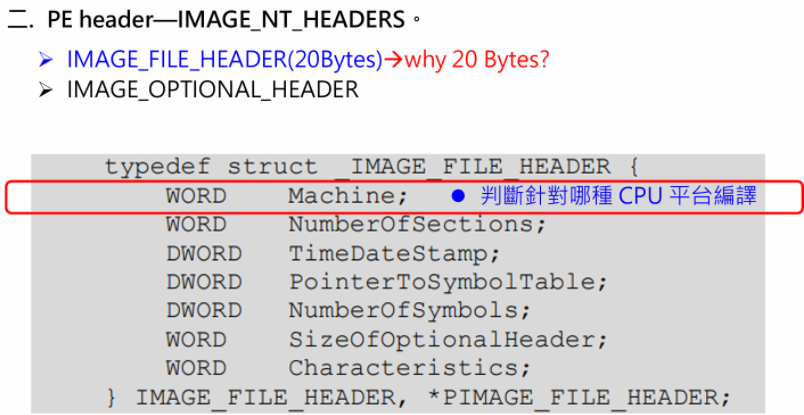 二. PE header—IMAGE_NT_HEADERS。
➢ IMAGE_FILE_HEADER(20Bytes)→why 20 Bytes?
➢ IMAGE_OPTIONAL_HEADER
typedef struct _IMAGE_FILE_HEADER {
WORD Machine; ● 判斷針對哪種 CPU 平台編譯
WORD NumberOfSections;
DWORD TimeDateStamp;
DWORD PointerToSymbolTable;
DWORD NumberOfSymbols;
WORD SizeOfOptionalHeader;
WORD Characteristics;
} IMAGE_FILE_HEADER, *PIMAGE_FILE_HEADER;